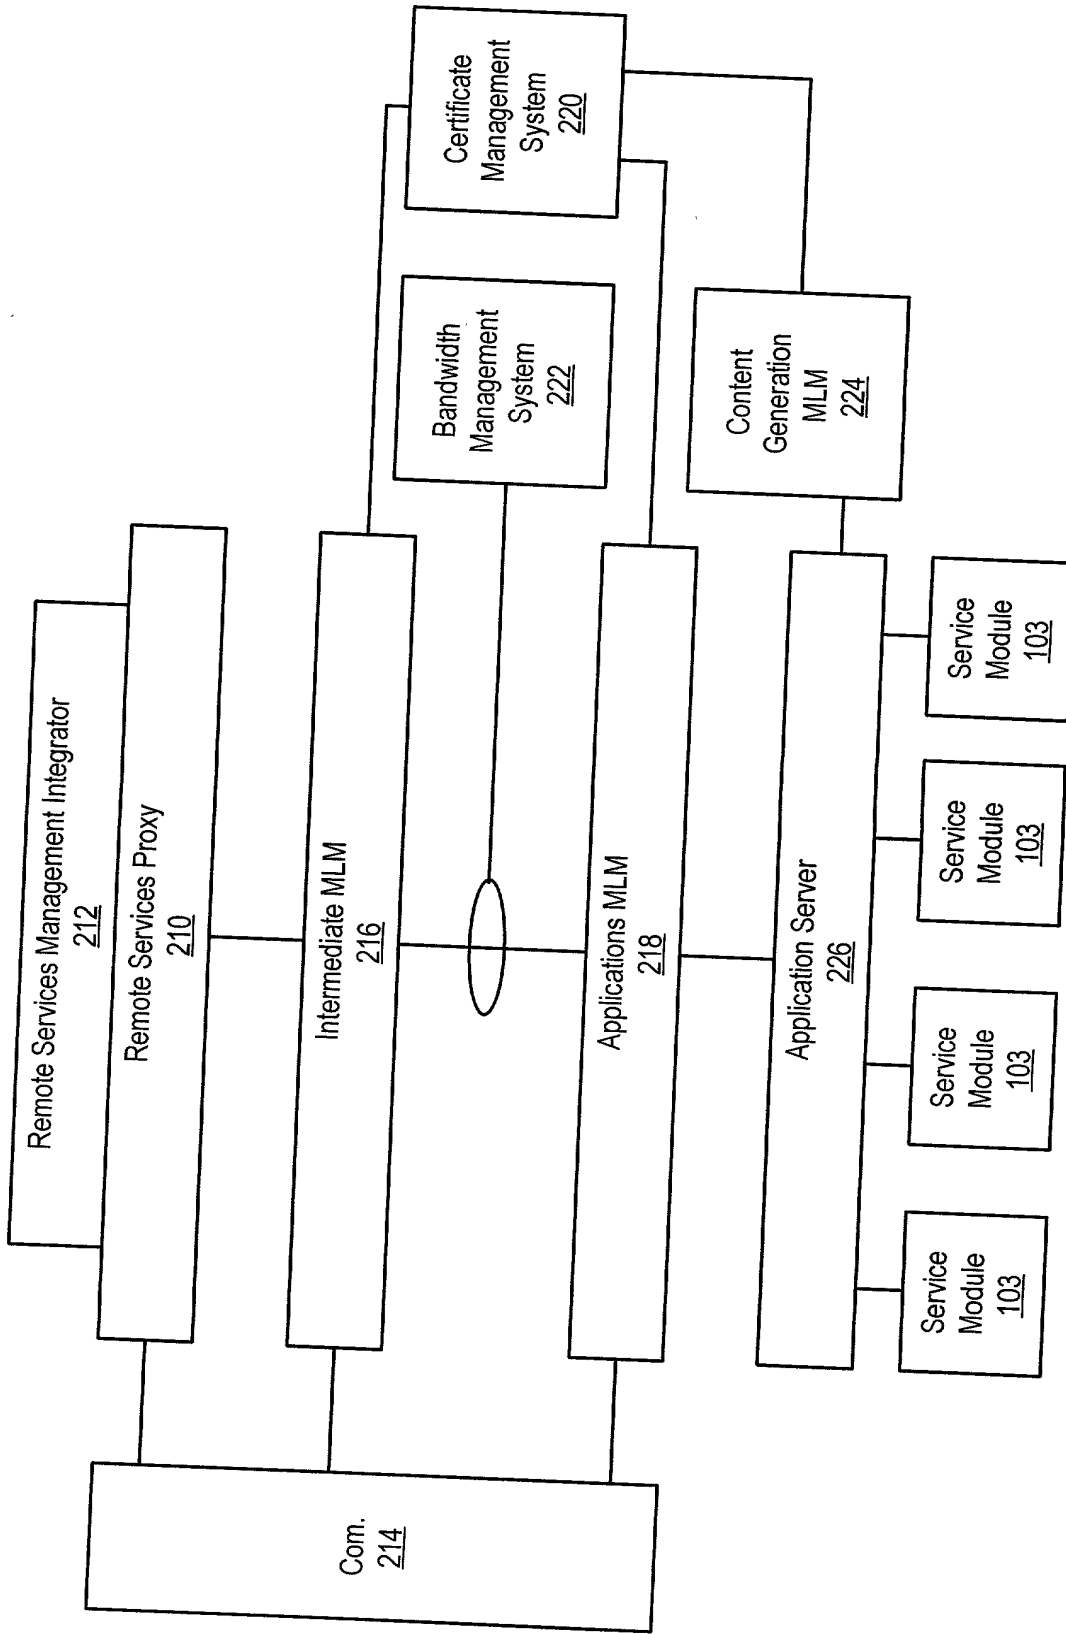 Remote Services Management Integrator
212
Remote Services Proxy
210
Com.
214
Intermediate MLM
216
Certificate
Management
System
220
Bandwidth
Management
System
222
Applications MLM
218
Content
Generation
MLM
224
Application Server
226
Service
Module
103
Service
Module
103
Service
Module
103
Service
Module
103